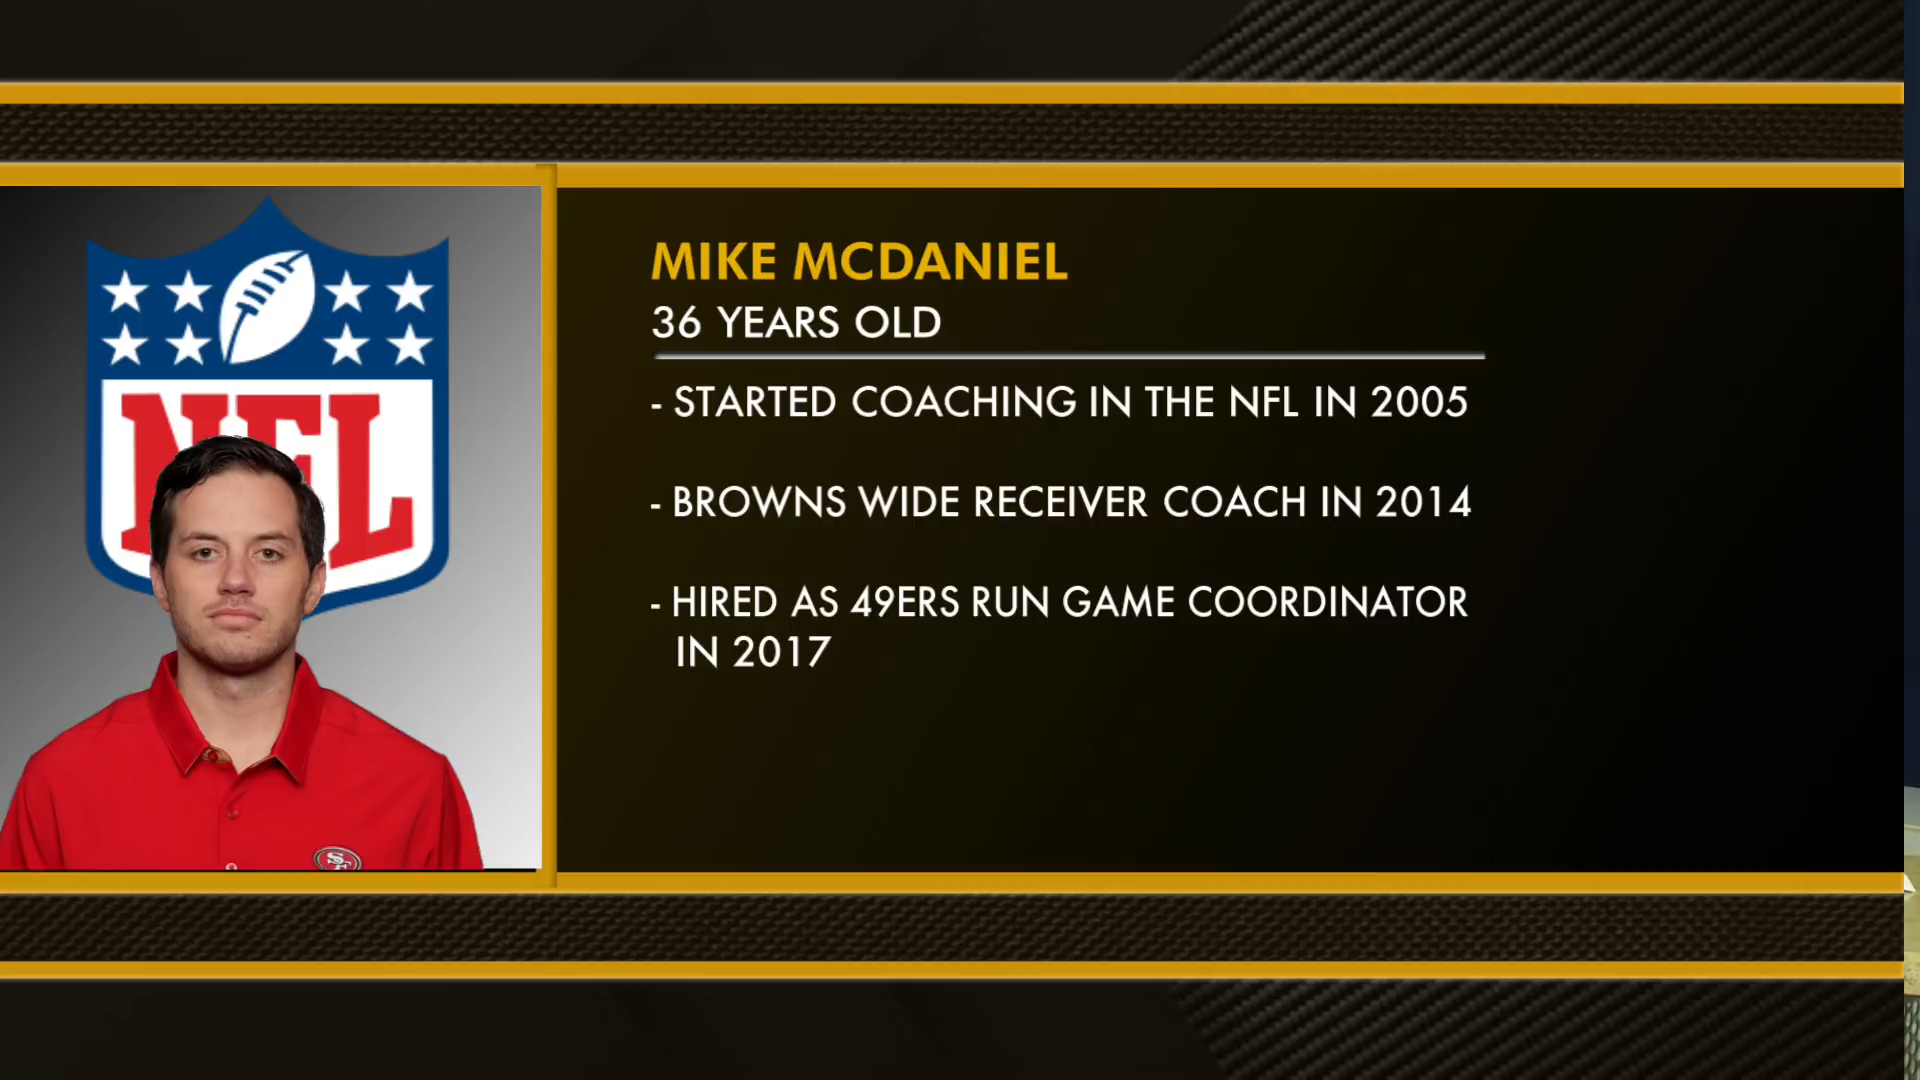 NFL
MIKE MCDANIEL
36 YEARS OLD
- STARTED COACHING IN THE NFL IN 2005
- BROWNS WIDE RECEIVER COACH IN 2014
- HIRED AS 49ERS RUN GAME COORDINATOR
IN 2017
SF